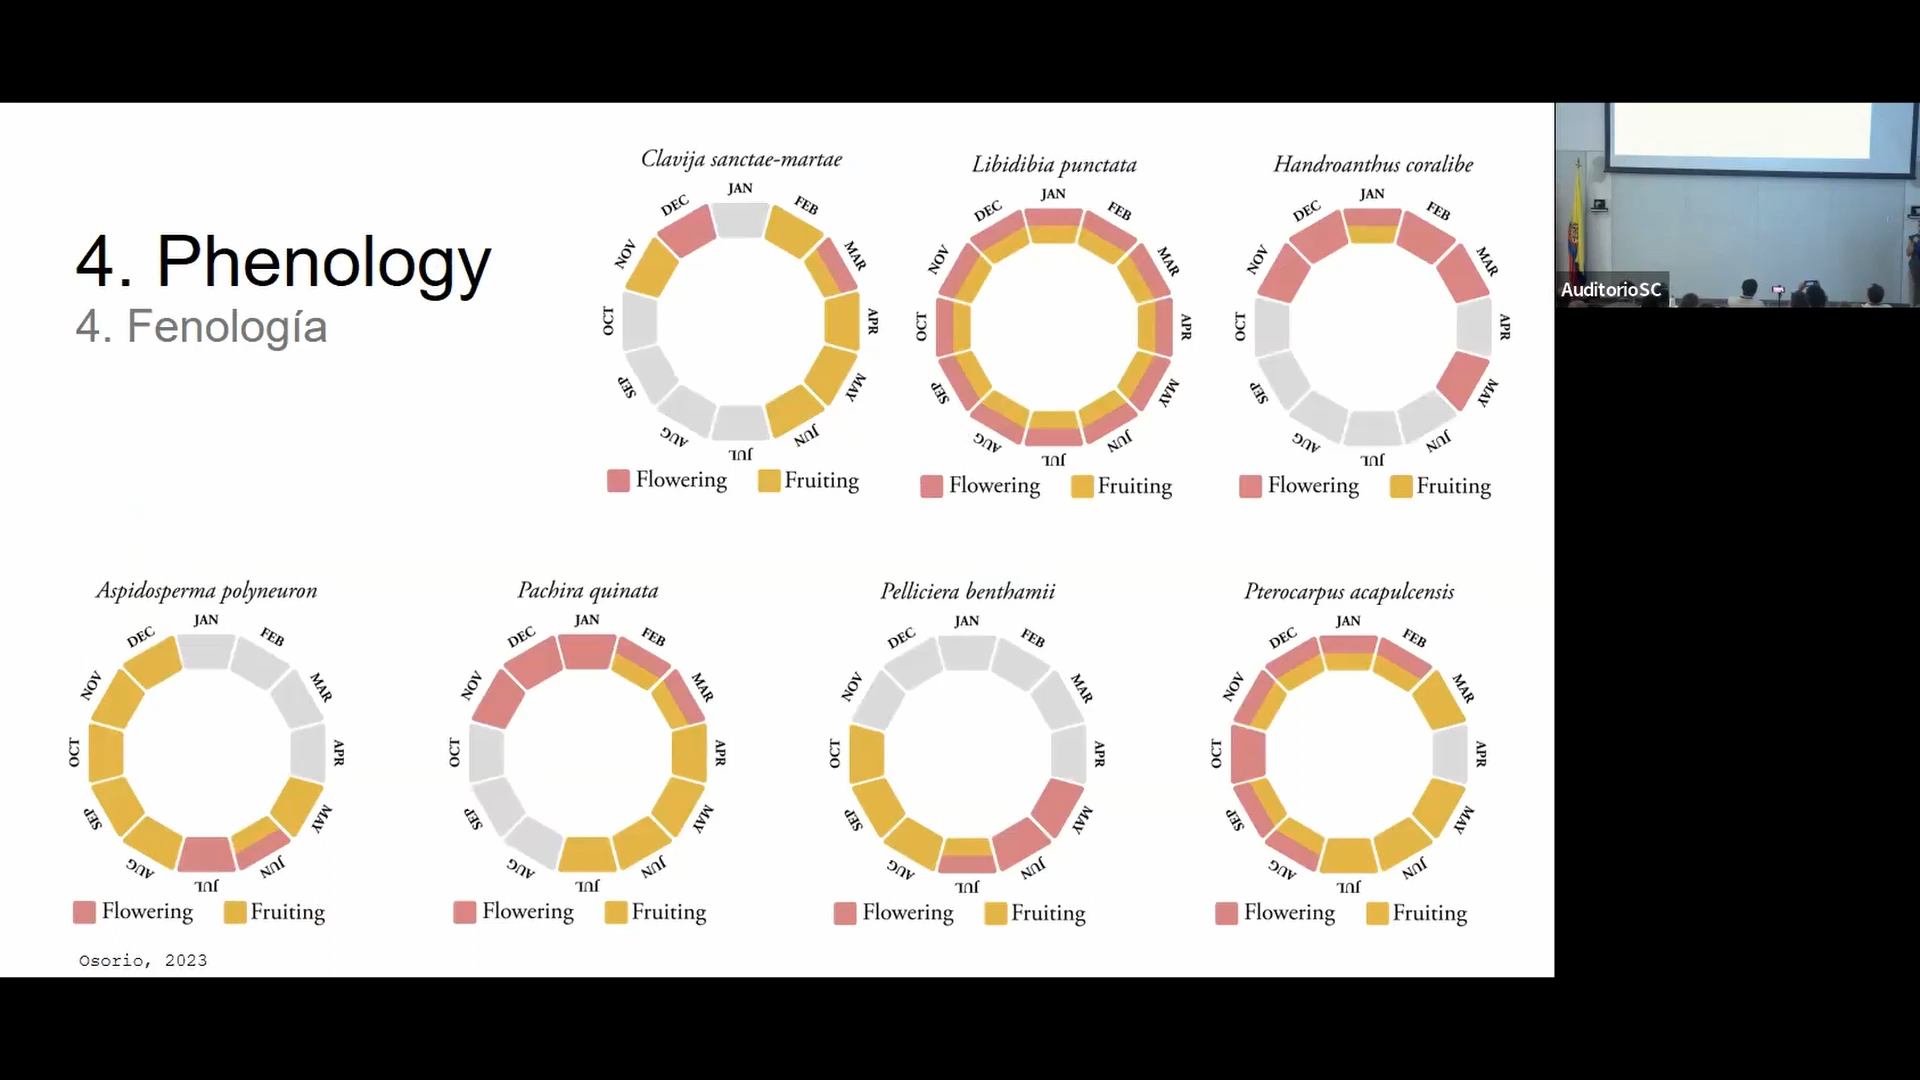 4. Phenology
4. Fenología
Clavija sanctae-martae
JAN
FEB
MAR
APR
MAY
JUN
JUL
AUG
SEP
OCT
NOV
DEC
Flowering Fruiting
Libidibia punctata
JAN
FEB
MAR
APR
MAY
JUN
JUL
AUG
SEP
OCT
NOV
DEC
Flowering Fruiting
Handroanthus coralibe
JAN
FEB
MAR
APR
MAY
JUN
JUL
AUG
SEP
OCT
NOV
DEC
Flowering Fruiting
AuditorioSC
Aspidosperma polyneuron
JAN
FEB
MAR
APR
MAY
JUN
JUL
AUG
SEP
OCT
NOV
DEC
Flowering Fruiting
Pachira quinata
JAN
FEB
MAR
APR
MAY
JUN
JUL
AUG
SEP
OCT
NOV
DEC
Flowering Fruiting
Pelliciera benthamii
JAN
FEB
MAR
APR
MAY
JUN
JUL
AUG
SEP
OCT
NOV
DEC
Flowering Fruiting
Pterocarpus acapulcensis
JAN
FEB
MAR
APR
MAY
JUN
JUL
AUG
SEP
OCT
NOV
DEC
Flowering Fruiting
Osorio, 2023